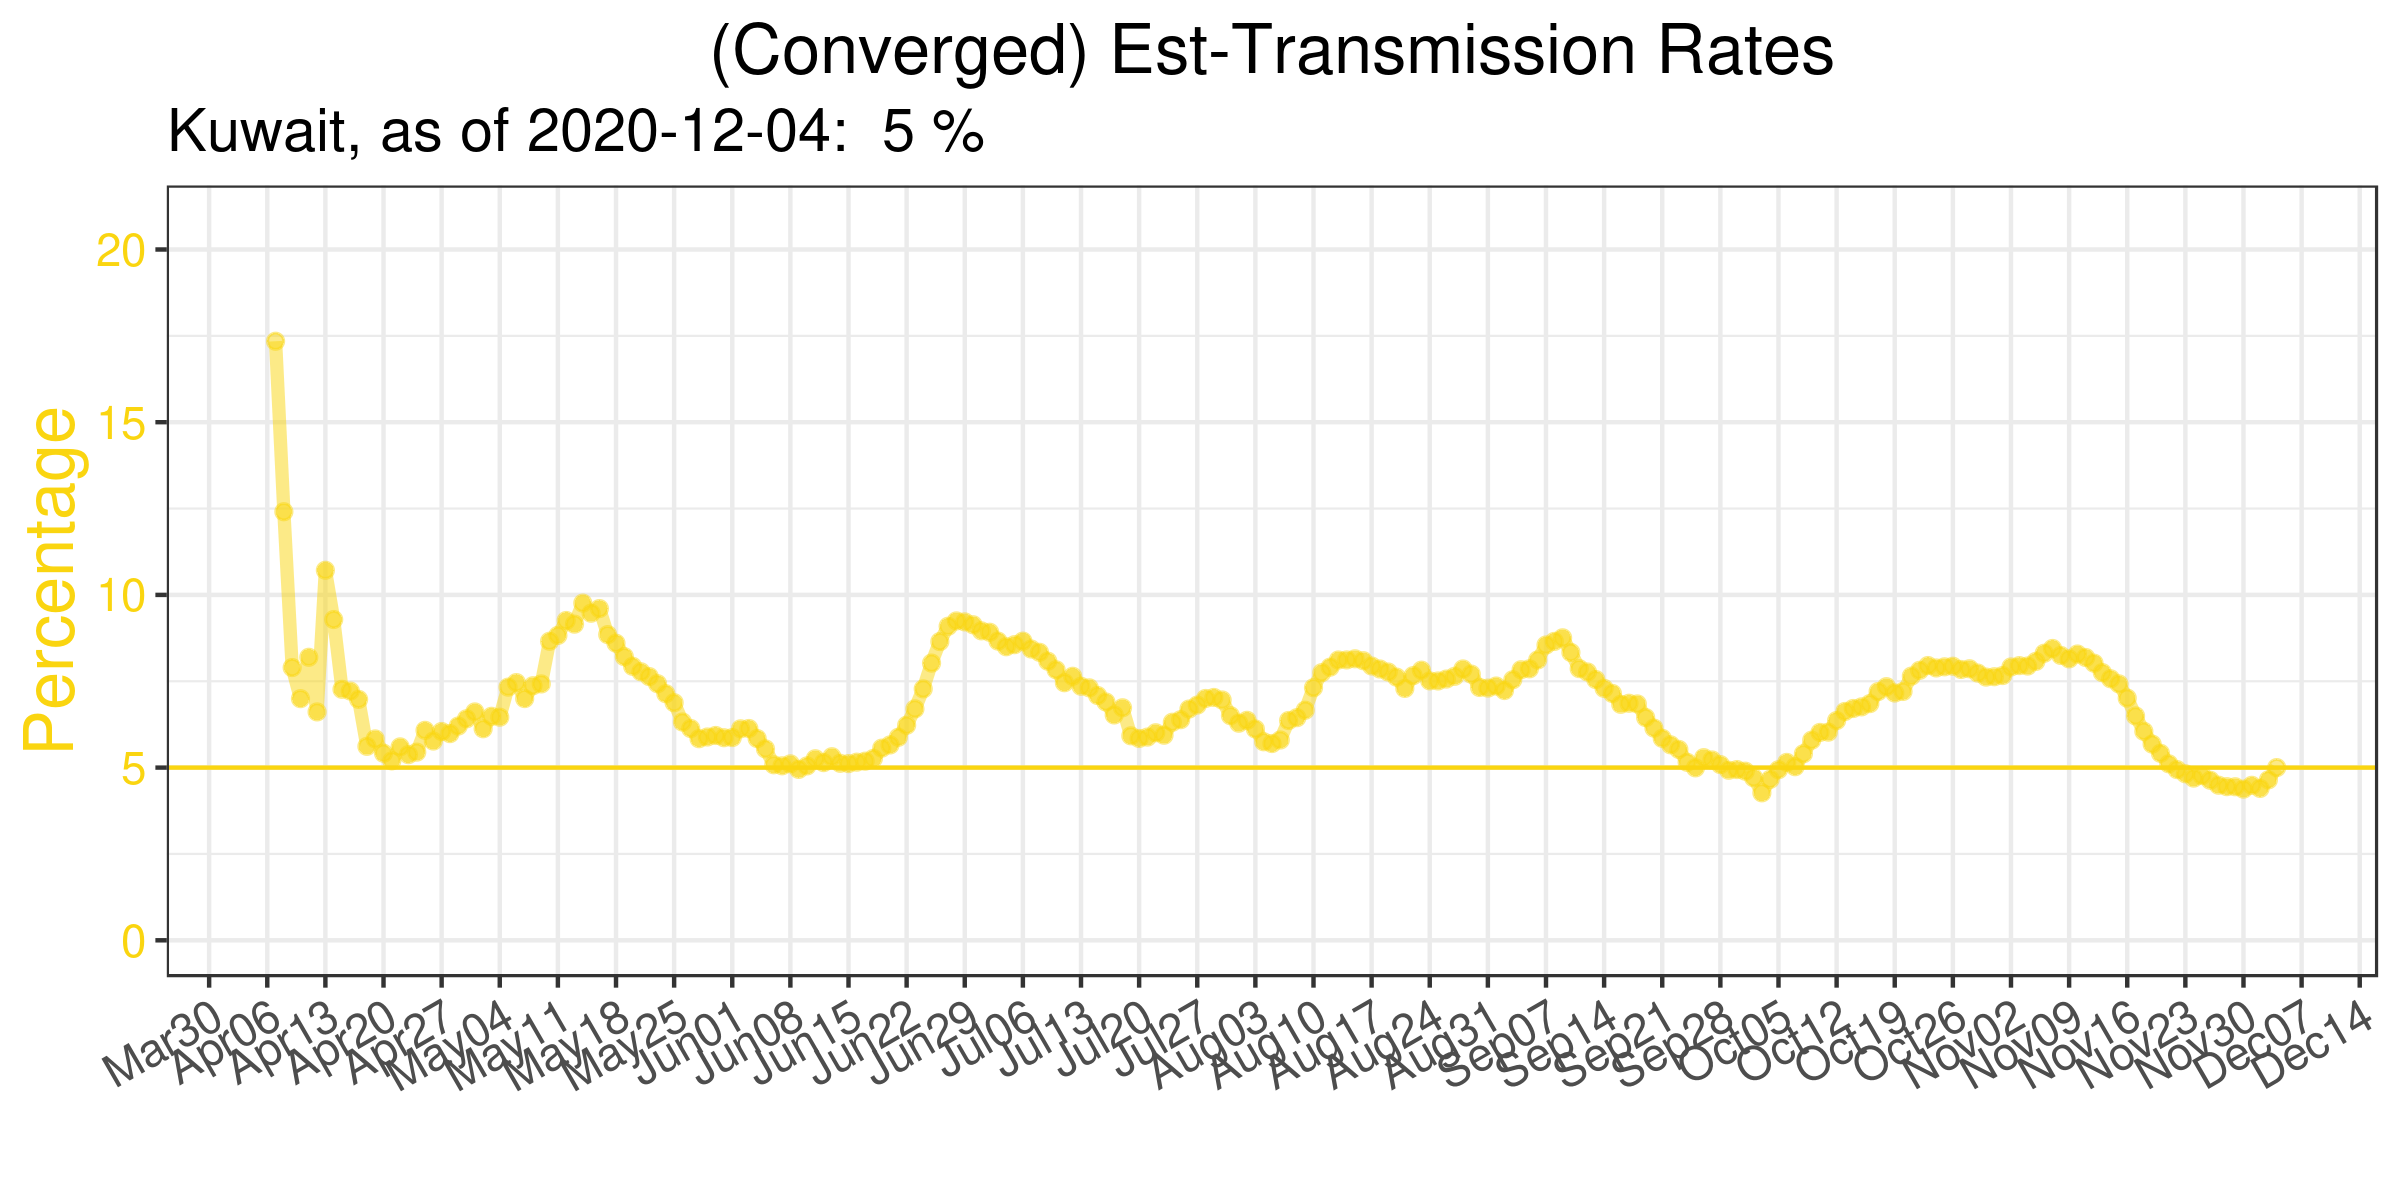 (Converged) Est-Transmission Rates
Kuwait, as of 2020-12-04:  5 %
Percentage
20
15
10
5
0
Mar30
Apr06
Apr13
Apr20
Apr27
May04
May11
May18
May25
Jun01
Jun08
Jun15
Jun22
Jun29
Jul06
Jul13
Jul20
Jul27
Aug03
Aug10
Aug17
Aug24
Aug31
Sep07
Sep14
Sep21
Sep28
Oct05
Oct12
Oct19
Oct26
Nov02
Nov09
Nov16
Nov23
Nov30
Dec07
Dec14